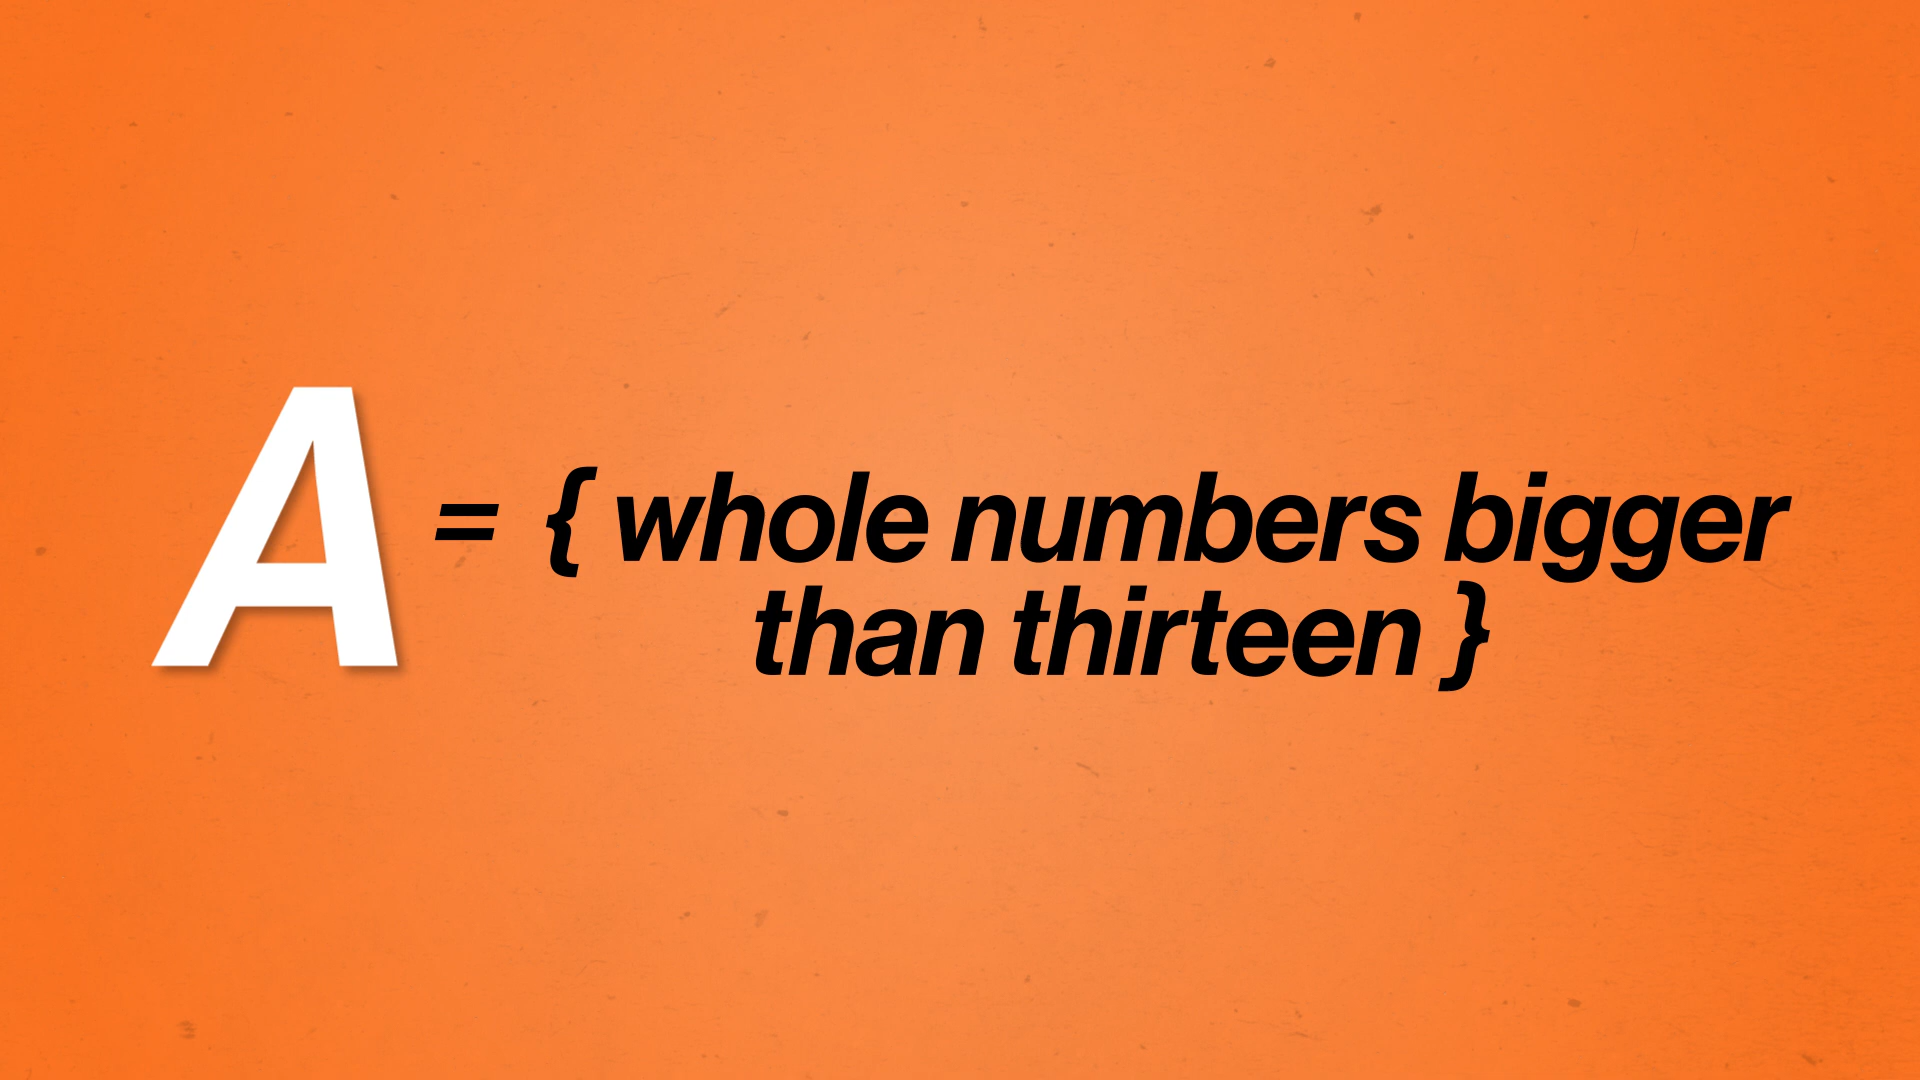 A = { whole numbers bigger
than thirteen }